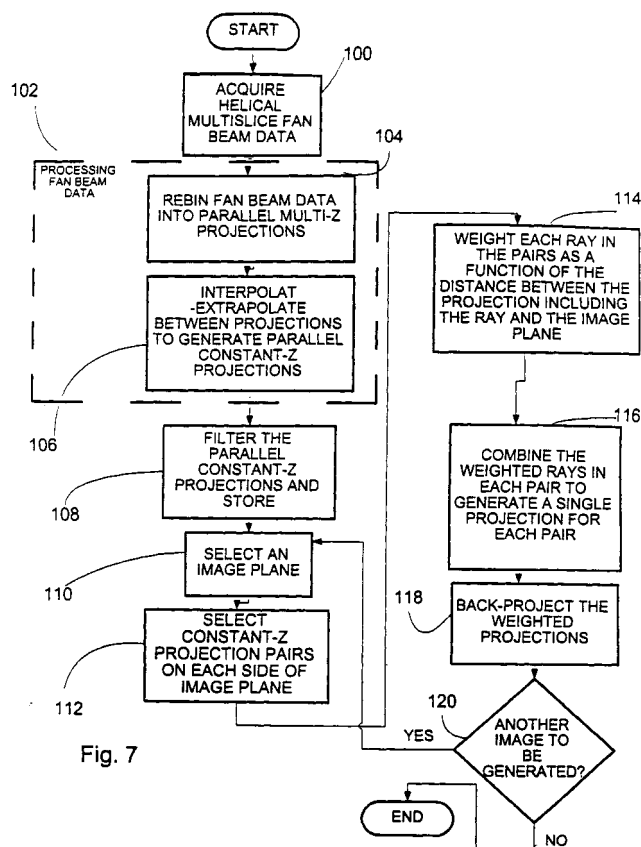 START
100
ACQUIRE
HELICAL
MULTISLICE FAN
BEAM DATA
102
PROCESSING
FAN BEAM
DATA
104
REBIN FAN BEAM DATA
INTO PARALLEL MULTI-Z
PROJECTIONS
INTERPOLAT
-EXTRAPOLATE
BETWEEN PROJECTIONS
TO GENERATE PARALLEL
CONSTANT-Z
PROJECTIONS
106
FILTER THE
PARALLEL
CONSTANT-Z
PROJECTIONS AND
STORE
108
SELECT AN
IMAGE PLANE
110
SELECT
CONSTANT-Z
PROJECTION PAIRS
ON EACH SIDE OF
IMAGE PLANE
112
114
WEIGHT EACH RAY IN
THE PAIRS AS A
FUNCTION OF THE
DISTANCE BETWEEN THE
PROJECTION INCLUDING
THE RAY AND THE IMAGE
PLANE
116
COMBINE THE
WEIGHTED RAYS IN
EACH PAIR TO
GENERATE A SINGLE
PROJECTION FOR
EACH PAIR
118
BACK-PROJECT THE
WEIGHTED
PROJECTIONS
120
ANOTHER
IMAGE TO
BE
GENERATED?
YES
NO
END
Fig. 7